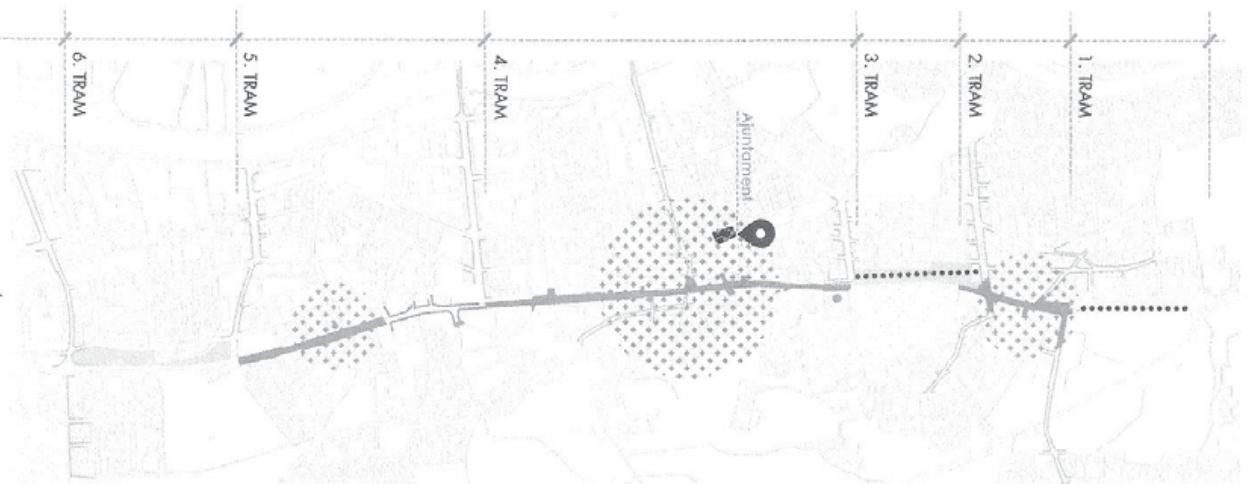 6. TRAM
5. TRAM
4. TRAM
Ajuntament
3. TRAM
2. TRAM
1. TRAM